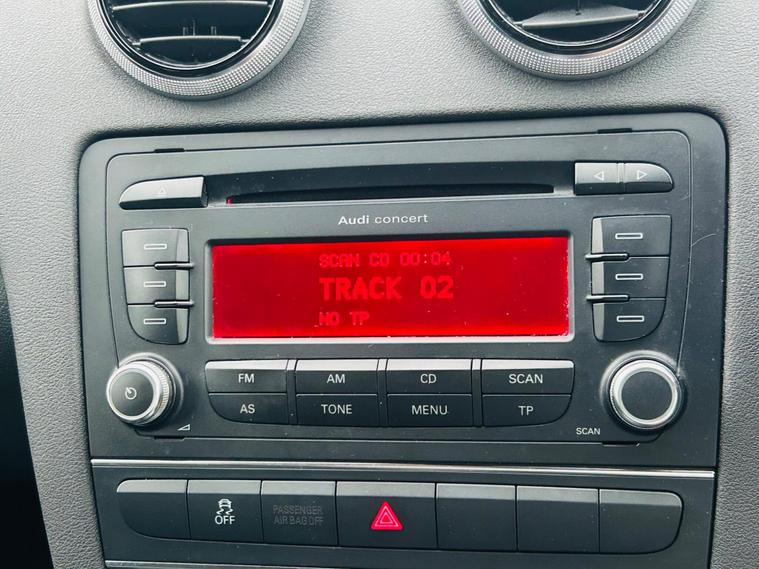 Audi concert
SCAN CD 00:04
TRACK 02
NO TP
FM AM CD SCAN
AS TONE MENU TP
SCAN
OFF
PASSENGER
AIR BAG OFF